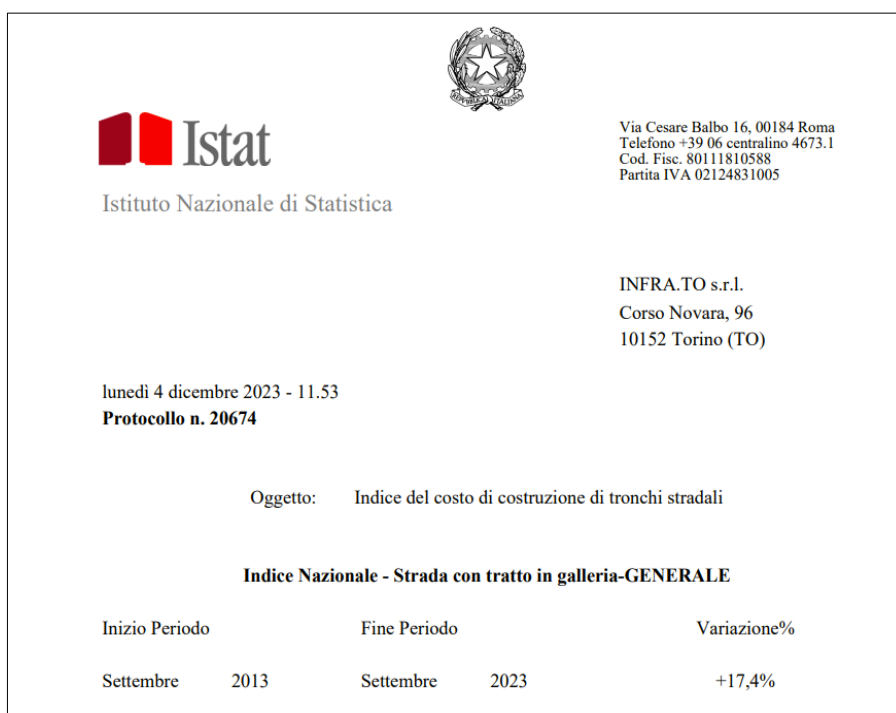 REPVBBLICA ITALIANA
Istat
Istituto Nazionale di Statistica
Via Cesare Balbo 16, 00184 Roma
Telefono +39 06 centralino 4673.1
Cod. Fisc. 80111810588
Partita IVA 02124831005
INFRA.TO s.r.l.
Corso Novara, 96
10152 Torino (TO)
lunedì 4 dicembre 2023 - 11.53
Protocollo n. 20674
Oggetto: Indice del costo di costruzione di tronchi stradali
Indice Nazionale - Strada con tratto in galleria-GENERALE
Inizio Periodo Fine Periodo Variazione%
Settembre 2013 Settembre 2023 +17,4%